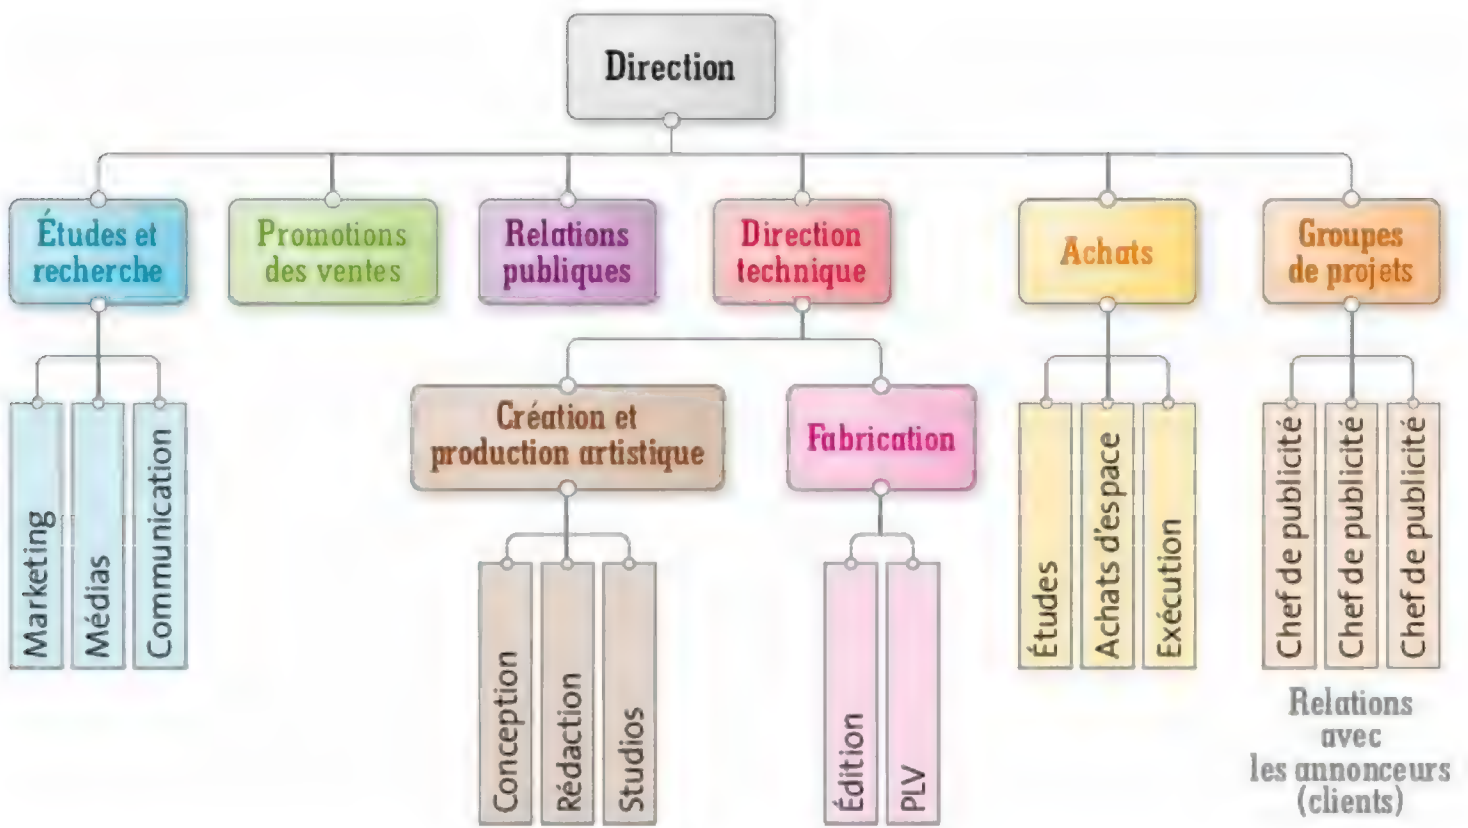 Direction
Études et
recherche
Promotions
des ventes
Relations
publiques
Direction
technique
Achats
Groupes
de projets
Création et
production artistique
Fabrication
Marketing
Médias
Communication
Conception
Rédaction
Studios
Édition
PLV
Études
Achats d'espace
Exécution
Chef de publicité
Chef de publicité
Chef de publicité
Relations
avec
les annonceurs
(clients)